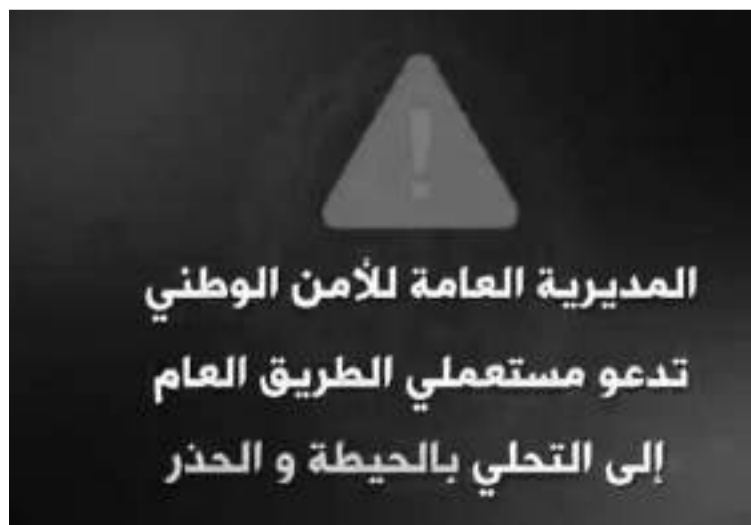 المديرية العامة للأمن الوطني
تدعو مستعملي الطريق العام
إلى التحلي بالحيطة و الحذر